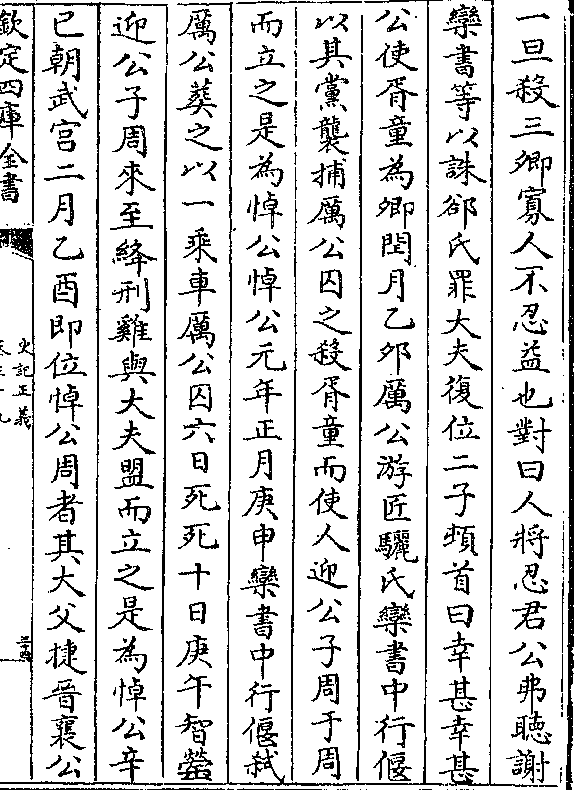 一旦殺三卿寡人不忍益也對曰人將忍君公弗聴謝
欒書等以誅郤氏罪大夫復位二子頓首曰幸甚幸甚
公使胥童為卿閏月乙夘厲公游匠驪氏欒書中行偃
以其黨襲捕厲公囚之殺胥童而使人迎公子周于周
而立之是為悼公悼公元年正月庚申欒書中行偃弑
厲公葵之以一乘車厲公囚六日死死十日庚午智罃
迎公子周來至絳刑雞與大夫盟而立之是為悼公辛
巳朝武宫二月乙酉即位悼公周者其大父捷晉襄公
欽定四庫全書
史記正義
卷三十九
三十四